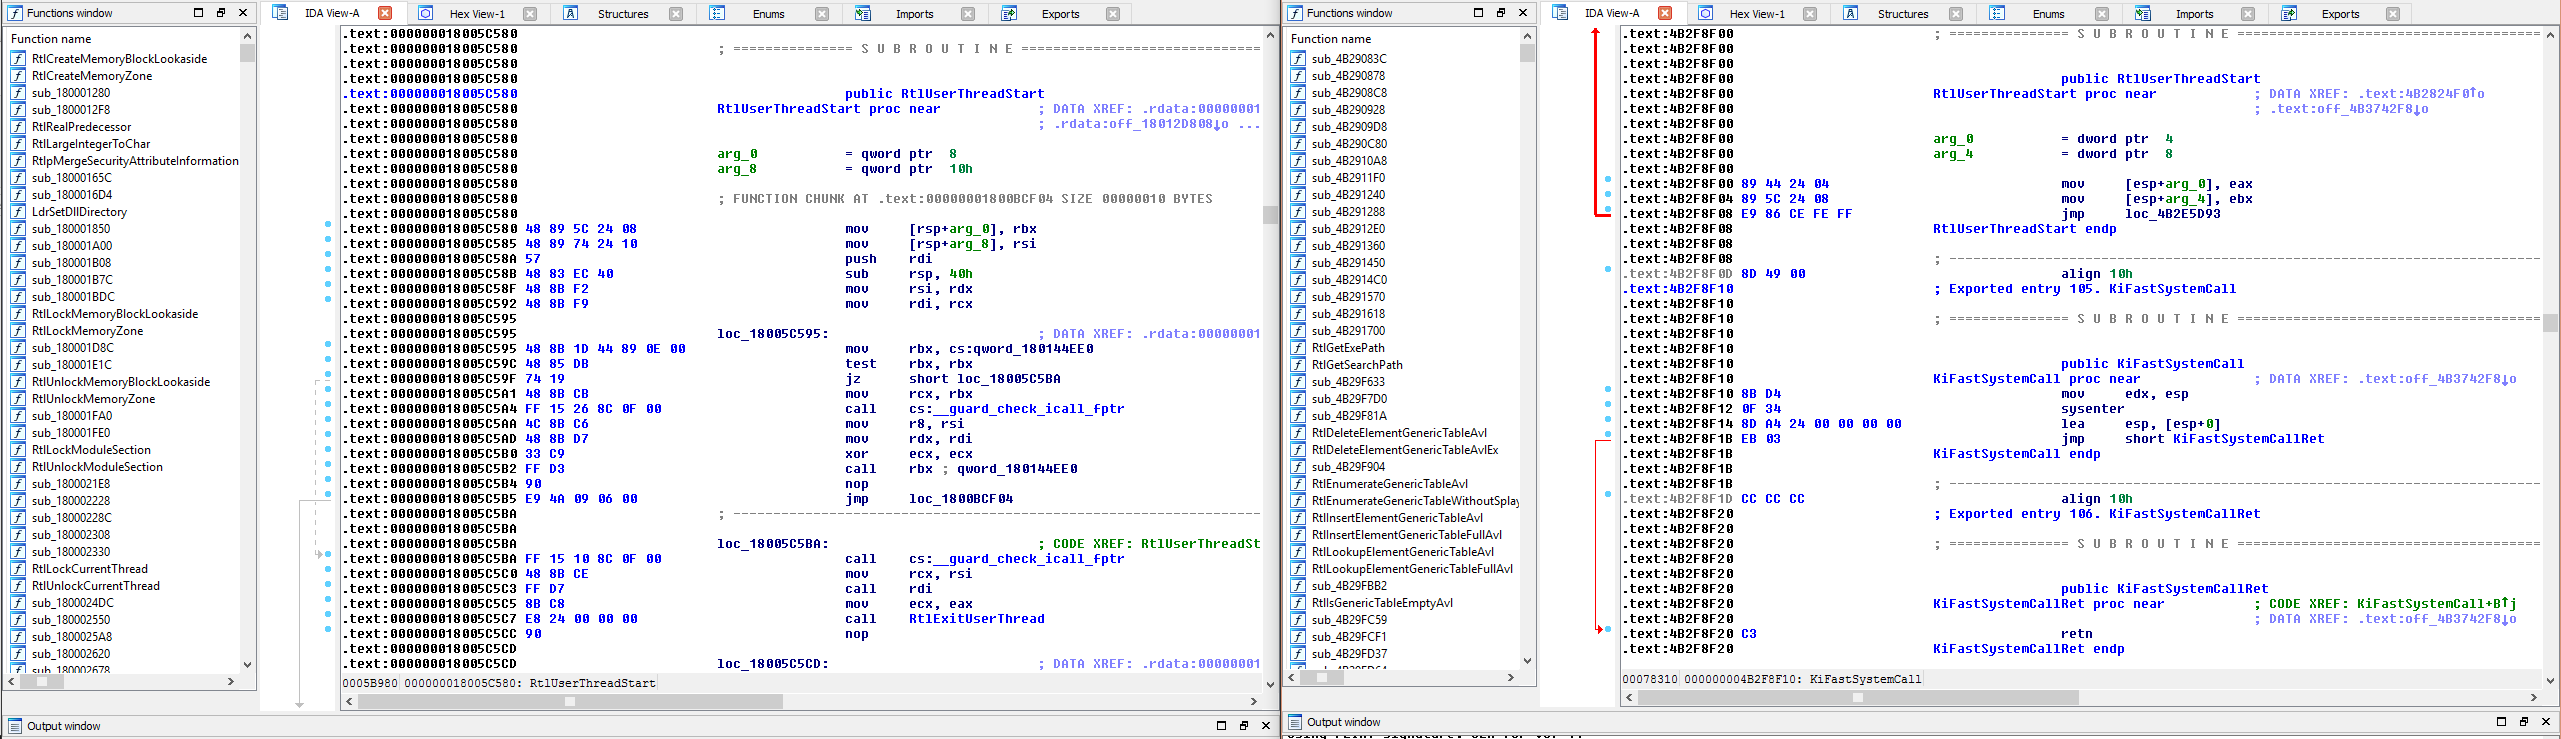 Functions window
Function name
RtlCreateMemoryBlockLookaside
RtlCreateMemoryZone
sub_180001280
sub_1800012F8
RtlRealPredecessor
RtlLargeIntegerToChar
RtlpMergeSecurityAttributeInformation
sub_18000165C
sub_1800016D4
LdrSetDllDirectory
sub_180001850
sub_180001A00
sub_180001B08
sub_180001B7C
sub_180001BDC
RtlLockMemoryBlockLookaside
RtlLockMemoryZone
sub_180001D8C
sub_180001E1C
RtlUnlockMemoryBlockLookaside
RtlUnlockMemoryZone
sub_180001FA0
sub_180001FE0
RtlLockModuleSection
RtlUnlockModuleSection
sub_1800021E8
sub_180002228
sub_18000228C
sub_180002308
sub_180002330
RtlLockCurrentThread
RtlUnlockCurrentThread
sub_1800024DC
sub_180002550
sub_1800025A8
sub_180002620
sub_180002678
IDA View-A Hex View-1 Structures Enums Imports Exports
.text:000000018005C580
.text:000000018005C580 ; =============== S U B R O U T I N E ==============================
.text:000000018005C580
.text:000000018005C580
.text:000000018005C580 public RtlUserThreadStart
.text:000000018005C580 RtlUserThreadStart proc near ; DATA XREF: .rdata:00000001
.text:000000018005C580 ; .rdata:off_18012D808↓o ...
.text:000000018005C580
.text:000000018005C580 arg_0 = qword ptr 8
.text:000000018005C580 arg_8 = qword ptr 10h
.text:000000018005C580
.text:000000018005C580 ; FUNCTION CHUNK AT .text:00000001800BCF04 SIZE 00000010 BYTES
.text:000000018005C580
.text:000000018005C580 48 89 5C 24 08 mov [rsp+arg_0], rbx
.text:000000018005C585 48 89 74 24 10 mov [rsp+arg_8], rsi
.text:000000018005C58A 57 push rdi
.text:000000018005C58B 48 83 EC 40 sub rsp, 40h
.text:000000018005C58F 48 8B F2 mov rsi, rdx
.text:000000018005C592 48 8B F9 mov rdi, rcx
.text:000000018005C595
.text:000000018005C595 loc_18005C595: ; DATA XREF: .rdata:00000001
.text:000000018005C595 48 8B 1D 44 89 0E 00 mov rbx, cs:qword_180144EE0
.text:000000018005C59C 48 85 DB test rbx, rbx
.text:000000018005C59F 74 19 jz short loc_18005C5BA
.text:000000018005C5A1 48 8B CB mov rcx, rbx
.text:000000018005C5A4 FF 15 26 8C 0F 00 call cs:__guard_check_icall_fptr
.text:000000018005C5AA 4C 8B C6 mov r8, rsi
.text:000000018005C5AD 48 8B D7 mov rdx, rdi
.text:000000018005C5B0 33 C9 xor ecx, ecx
.text:000000018005C5B2 FF D3 call rbx ; qword_180144EE0
.text:000000018005C5B4 90 nop
.text:000000018005C5B5 E9 4A 09 06 00 jmp loc_1800BCF04
.text:000000018005C5BA ; ---------------------------------------------------------------------------
.text:000000018005C5BA
.text:000000018005C5BA loc_18005C5BA: ; CODE XREF: RtlUserThreadSt
.text:000000018005C5BA FF 15 10 8C 0F 00 call cs:__guard_check_icall_fptr
.text:000000018005C5C0 48 8B CE mov rcx, rsi
.text:000000018005C5C3 FF D7 call rdi
.text:000000018005C5C5 8B C8 mov ecx, eax
.text:000000018005C5C7 E8 24 00 00 00 call RtlExitUserThread
.text:000000018005C5CC 90 nop
.text:000000018005C5CD
.text:000000018005C5CD loc_18005C5CD: ; DATA XREF: .rdata:00000001
0005B980 000000018005C580: RtlUserThreadStart
Output window
Functions window
Function name
sub_4B29083C
sub_4B290878
sub_4B2908C8
sub_4B290928
sub_4B2909D8
sub_4B290C80
sub_4B2910A8
sub_4B2911F0
sub_4B291240
sub_4B291288
sub_4B2912E0
sub_4B291360
sub_4B291450
sub_4B2914C0
sub_4B291570
sub_4B291618
sub_4B291700
RtlGetExePath
RtlGetSearchPath
sub_4B29F633
sub_4B29F7D0
sub_4B29F81A
RtlDeleteElementGenericTableAvl
RtlDeleteElementGenericTableAvlEx
sub_4B29F904
RtlEnumerateGenericTableAvl
RtlEnumerateGenericTableWithoutSplay
RtlInsertElementGenericTableAvl
RtlInsertElementGenericTableFullAvl
RtlLookupElementGenericTableAvl
RtlLookupElementGenericTableFullAvl
sub_4B29FBB2
RtlIsGenericTableEmptyAvl
sub_4B29FC59
sub_4B29FCF1
sub_4B29FD37
sub_4B29FD64
IDA View-A Hex View-1 Structures Enums Imports Exports
.text:4B2F8F00 ; =============== S U B R O U T I N E =======================================
.text:4B2F8F00
.text:4B2F8F00
.text:4B2F8F00 public RtlUserThreadStart
.text:4B2F8F00 RtlUserThreadStart proc near ; DATA XREF: .text:4B2824F0↑o
.text:4B2F8F00 ; .text:off_4B3742F8↓o
.text:4B2F8F00
.text:4B2F8F00 arg_0 = dword ptr 4
.text:4B2F8F00 arg_4 = dword ptr 8
.text:4B2F8F00
.text:4B2F8F00 89 44 24 04 mov [esp+arg_0], eax
.text:4B2F8F04 89 5C 24 08 mov [esp+arg_4], ebx
.text:4B2F8F08 E9 86 CE FE FF jmp loc_4B2E5D93
.text:4B2F8F08 RtlUserThreadStart endp
.text:4B2F8F08
.text:4B2F8F08 ; ---------------------------------------------------------------------------
.text:4B2F8F0D 8D 49 00 align 10h
.text:4B2F8F10 ; Exported entry 105. KiFastSystemCall
.text:4B2F8F10
.text:4B2F8F10 ; =============== S U B R O U T I N E =======================================
.text:4B2F8F10
.text:4B2F8F10
.text:4B2F8F10 public KiFastSystemCall
.text:4B2F8F10 KiFastSystemCall proc near ; DATA XREF: .text:off_4B3742F8↓o
.text:4B2F8F10 8B D4 mov edx, esp
.text:4B2F8F12 0F 34 sysenter
.text:4B2F8F14 8D A4 24 00 00 00 00 lea esp, [esp+0]
.text:4B2F8F1B EB 03 jmp short KiFastSystemCallRet
.text:4B2F8F1B KiFastSystemCall endp
.text:4B2F8F1B
.text:4B2F8F1B ; ---------------------------------------------------------------------------
.text:4B2F8F1D CC CC CC align 10h
.text:4B2F8F20 ; Exported entry 106. KiFastSystemCallRet
.text:4B2F8F20
.text:4B2F8F20 ; =============== S U B R O U T I N E =======================================
.text:4B2F8F20
.text:4B2F8F20
.text:4B2F8F20 public KiFastSystemCallRet
.text:4B2F8F20 KiFastSystemCallRet proc near ; CODE XREF: KiFastSystemCall+B↑j
.text:4B2F8F20 ; DATA XREF: .text:off_4B3742F8↓o
.text:4B2F8F20 C3 retn
.text:4B2F8F20 KiFastSystemCallRet endp
00078310 000000004B2F8F10: KiFastSystemCall
Output window